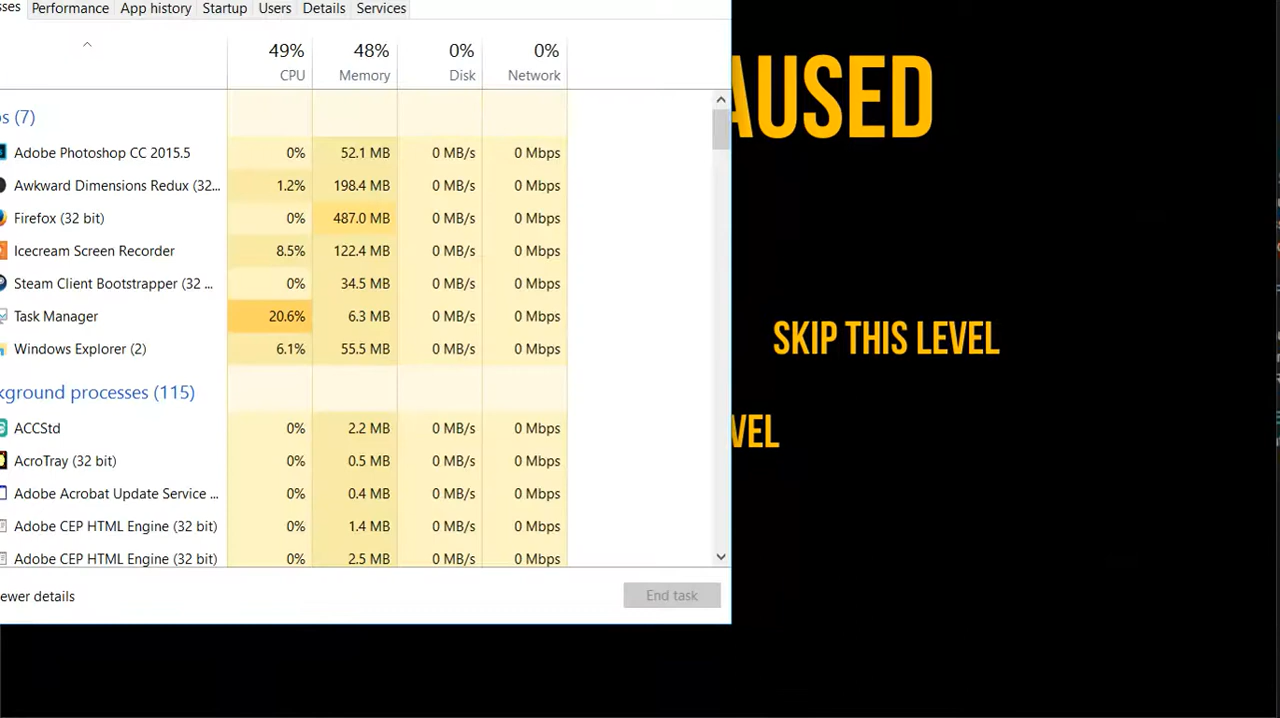 sses Performance App history Startup Users Details Services
49% 48% 0% 0%
CPU Memory Disk Network
s (7)
Adobe Photoshop CC 2015.5 0% 52.1 MB 0 MB/s 0 Mbps
Awkward Dimensions Redux (32... 1.2% 198.4 MB 0 MB/s 0 Mbps
Firefox (32 bit) 0% 487.0 MB 0 MB/s 0 Mbps
Icecream Screen Recorder 8.5% 122.4 MB 0 MB/s 0 Mbps
Steam Client Bootstrapper (32 ... 0% 34.5 MB 0 MB/s 0 Mbps
Task Manager 20.6% 6.3 MB 0 MB/s 0 Mbps
Windows Explorer (2) 6.1% 55.5 MB 0 MB/s 0 Mbps
kground processes (115)
ACCStd 0% 2.2 MB 0 MB/s 0 Mbps
AcroTray (32 bit) 0% 0.5 MB 0 MB/s 0 Mbps
Adobe Acrobat Update Service ... 0% 0.4 MB 0 MB/s 0 Mbps
Adobe CEP HTML Engine (32 bit) 0% 1.4 MB 0 MB/s 0 Mbps
Adobe CEP HTML Engine (32 bit) 0% 2.5 MB 0 MB/s 0 Mbps
ewer details End task
AUSED
SKIP THIS LEVEL
VEL